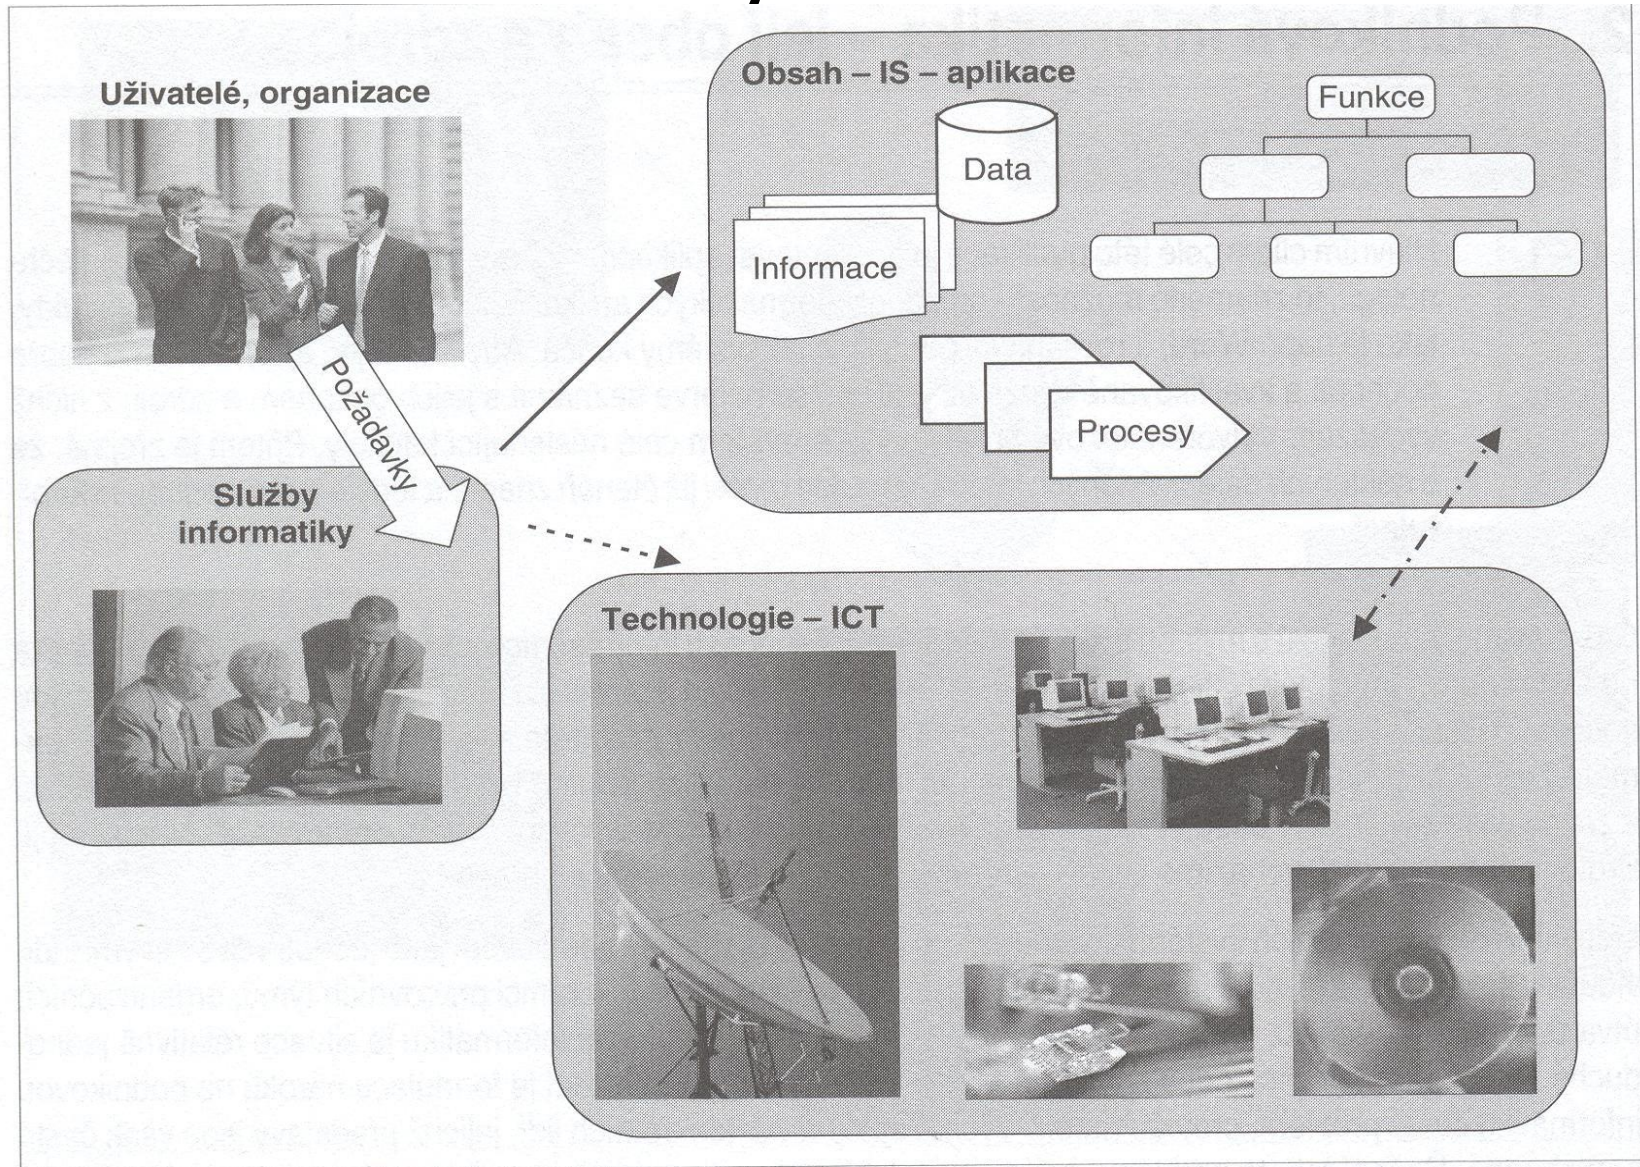 Uživatelé, organizace
Požadavky
Služby
informatiky
Obsah – IS – aplikace
Data
Informace
Funkce
Procesy
Technologie – ICT